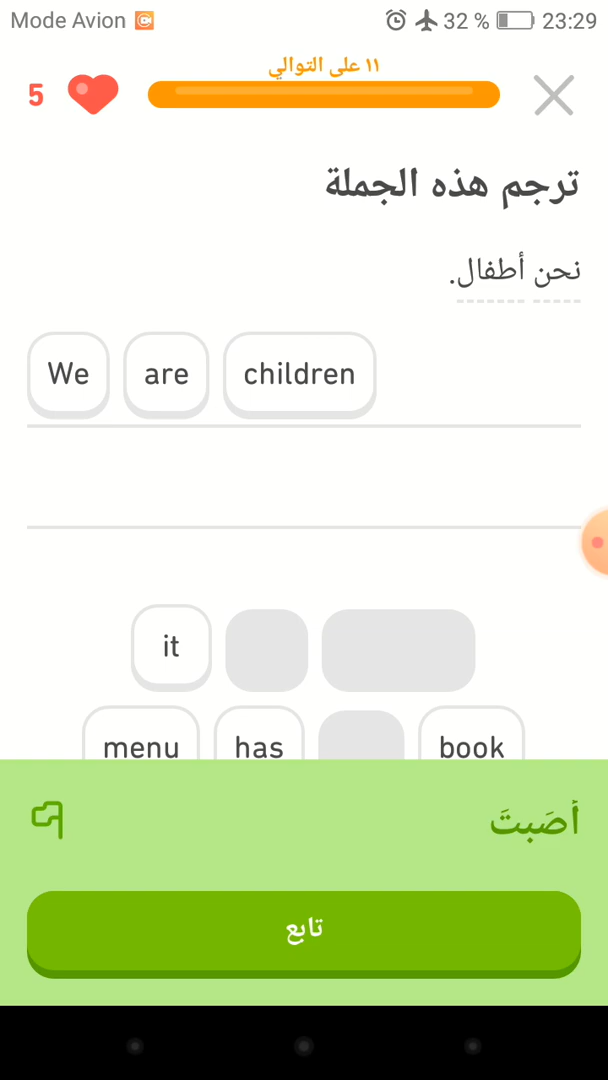 Mode Avion 32 % 23:29
١١ على التوالي
5
ترجم هذه الجملة
نحن أطفال.
We are children
it
menu has book
أصَبتَ
تابع